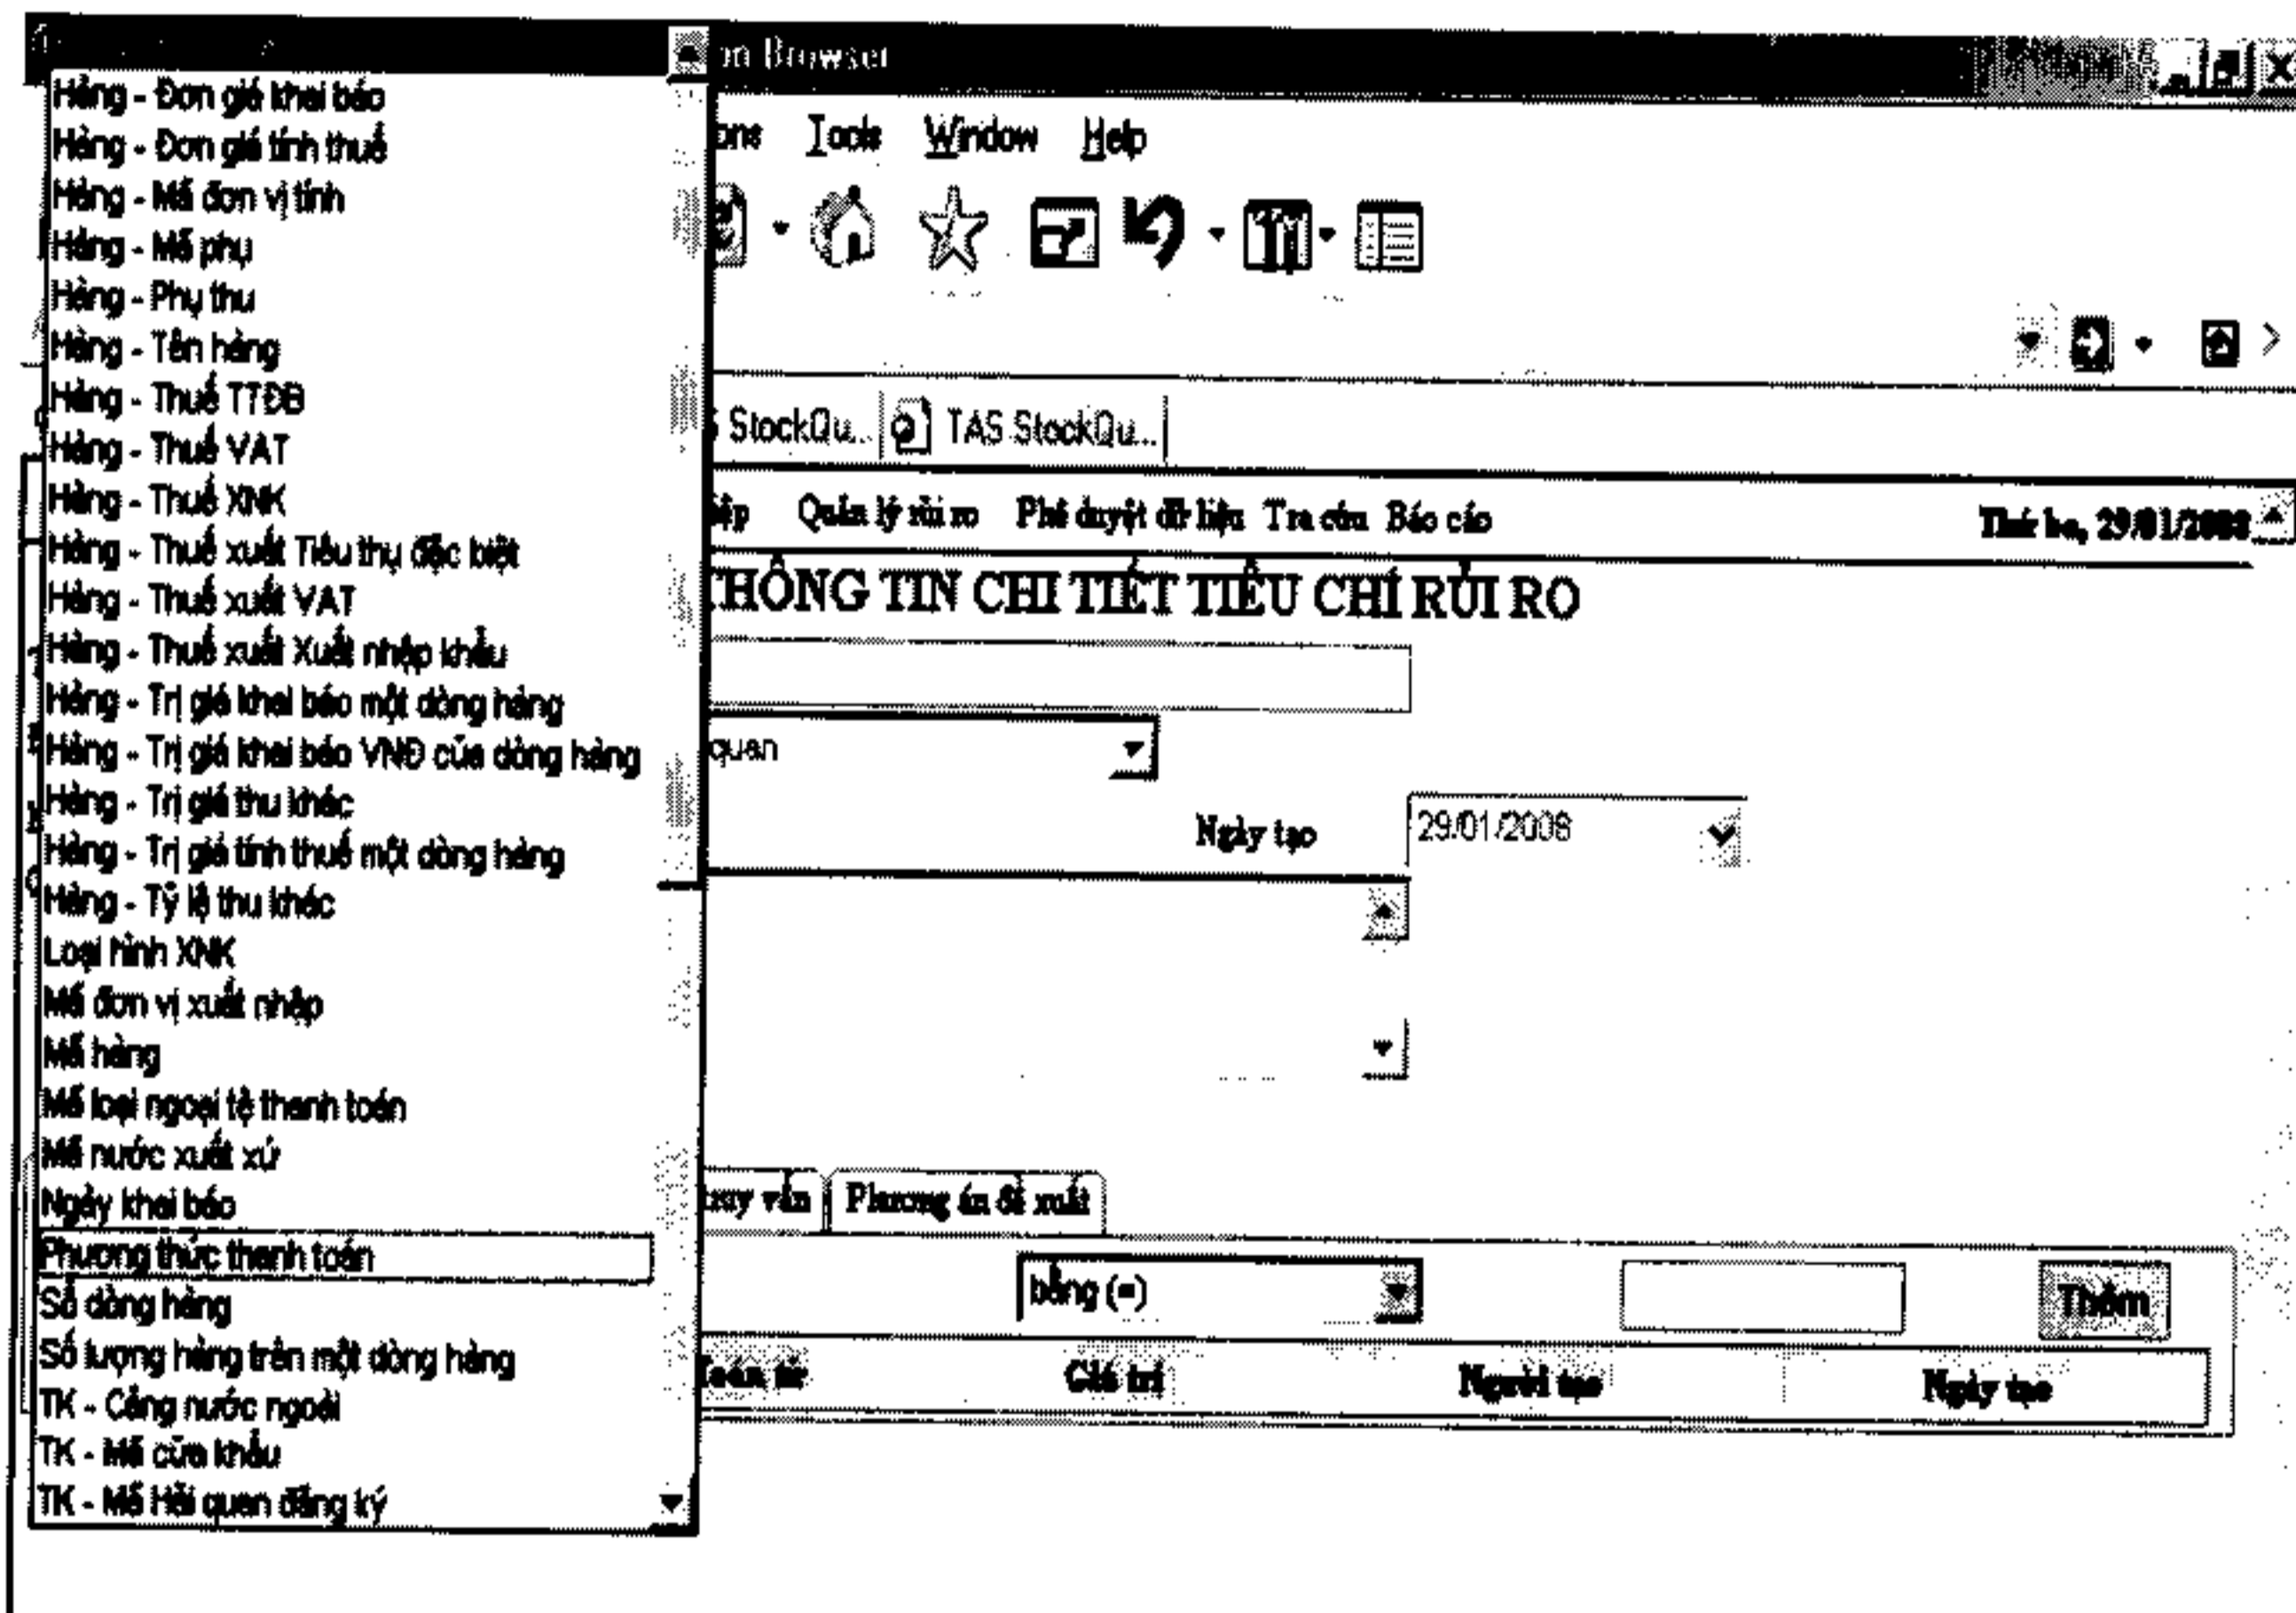 Browser
Tools Window Help
StockQu... TAS StockQu...
Quản lý rủi ro Phê duyệt dữ liệu Tra cứu Báo cáo Thứ ba, 29/01/2008
THÔNG TIN CHI TIẾT TIÊU CHÍ RỦI RO
quan
Ngày tạo 29/01/2008
truy vấn Phương án đề xuất
bằng (=) Thêm
Toán tử Giá trị Người tạo Ngày tạo
Hàng - Đơn giá khai báo
Hàng - Đơn giá tính thuế
Hàng - Mã đơn vị tính
Hàng - Mã phụ
Hàng - Phụ thu
Hàng - Tên hàng
Hàng - Thuế TTĐB
Hàng - Thuế VAT
Hàng - Thuế XNK
Hàng - Thuế xuất Tiêu thụ đặc biệt
Hàng - Thuế xuất VAT
Hàng - Thuế xuất Xuất nhập khẩu
Hàng - Trị giá khai báo một dòng hàng
Hàng - Trị giá khai báo VNĐ của dòng hàng
Hàng - Trị giá thu khác
Hàng - Trị giá tính thuế một dòng hàng
Hàng - Tỷ lệ thu khác
Loại hình XNK
Mã đơn vị xuất nhập
Mã hàng
Mã loại ngoại tệ thanh toán
Mã nước xuất xứ
Ngày khai báo
Phương thức thanh toán
Số dòng hàng
Số lượng hàng trên một dòng hàng
TK - Cảng nước ngoài
TK - Mã cửa khẩu
TK - Mã Hải quan đăng ký